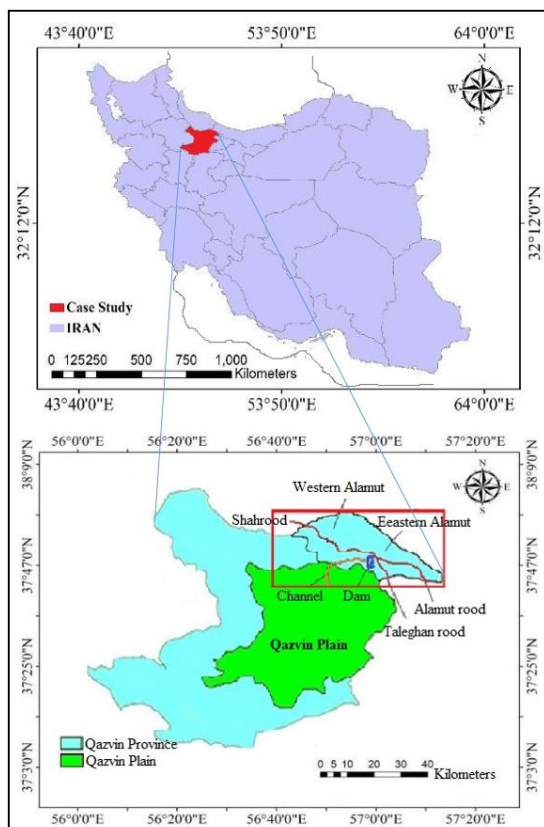 43°40'0"E 53°50'0"E 64°0'0"E
N
W E
S
32°12'0"N 32°12'0"N
Case Study
IRAN
0 125250 500 750 1,000
Kilometers
43°40'0"E 53°50'0"E 64°0'0"E
56°0'0" 56°20'0" 56°40'0" 57°0'0" 57°20'0"
38°9'0"N 38°9'0"N
N
W E
S
Western Alamut
Shahrood Eeastern Alamut
37°47'0"N 37°47'0"N
Channel Dam Alamut rood
Taleghan rood
Qazvin Plain
37°25'0"N 37°25'0"N
Qazvin Province
Qazvin Plain
0 5 10 20 30 40
Kilometers
37°3'0"N 37°3'0"N
56°0'0" 56°20'0" 56°40'0" 57°0'0" 57°20'0"